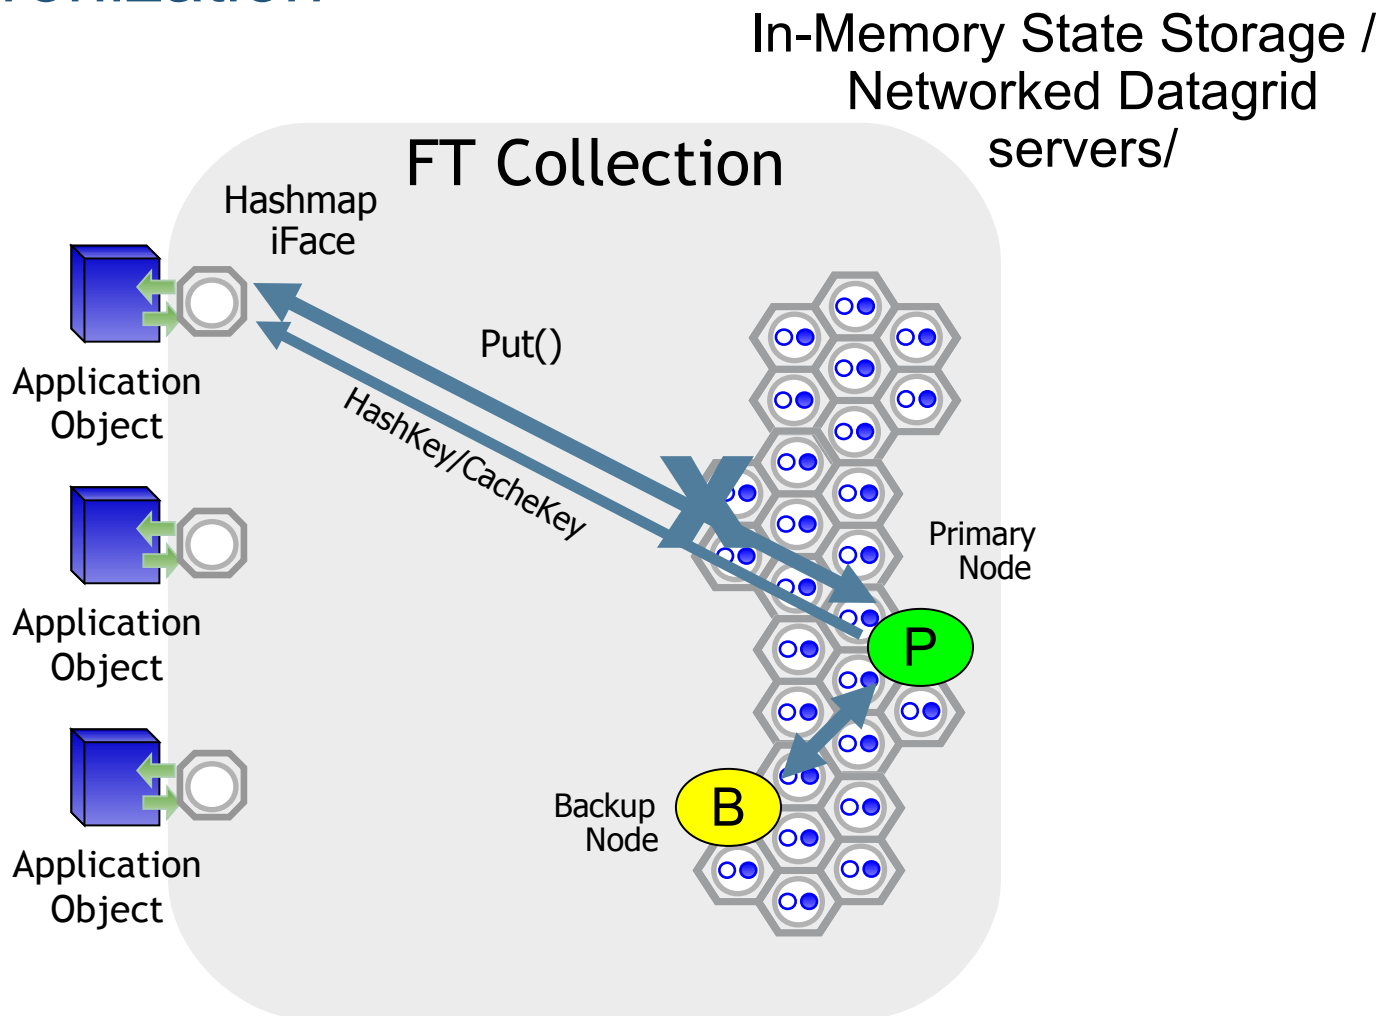 In-Memory State Storage /
Networked Datagrid
servers/
FT Collection
Hashmap
iFace
Put()
HashKey/CacheKey
Application
Object
X
Primary
Node
P
Application
Object
Backup
Node
B
Application
Object